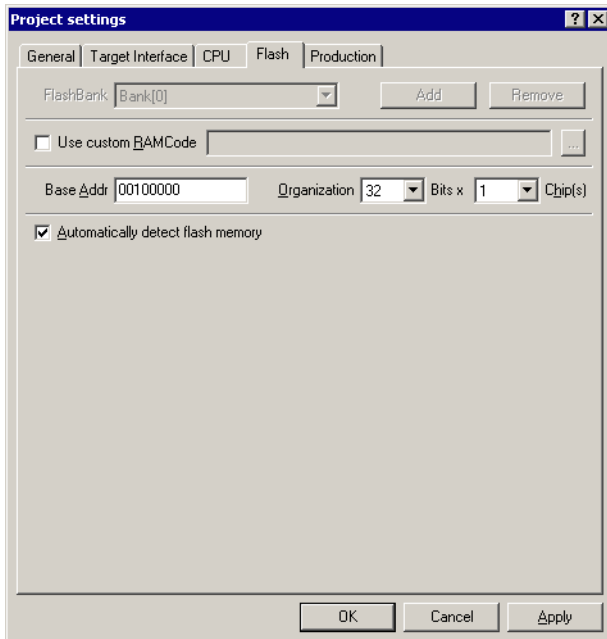 Project settings
General Target Interface CPU Flash Production
FlashBank Bank[0] Add Remove
Use custom RAMCode ...
Base Addr 00100000 Organization 32 Bits x 1 Chip(s)
Automatically detect flash memory
OK Cancel Apply